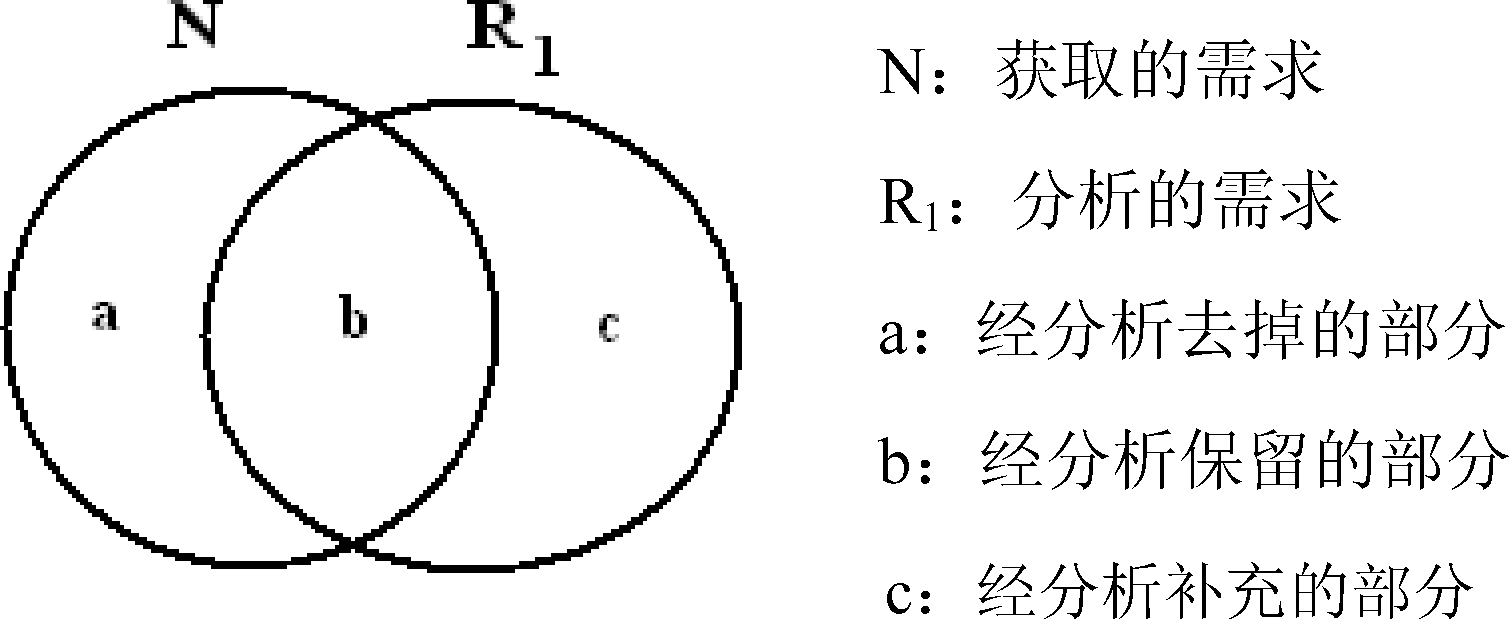 N R₁
a b c
N：获取的需求
R₁：分析的需求
a：经分析去掉的部分
b：经分析保留的部分
c：经分析补充的部分